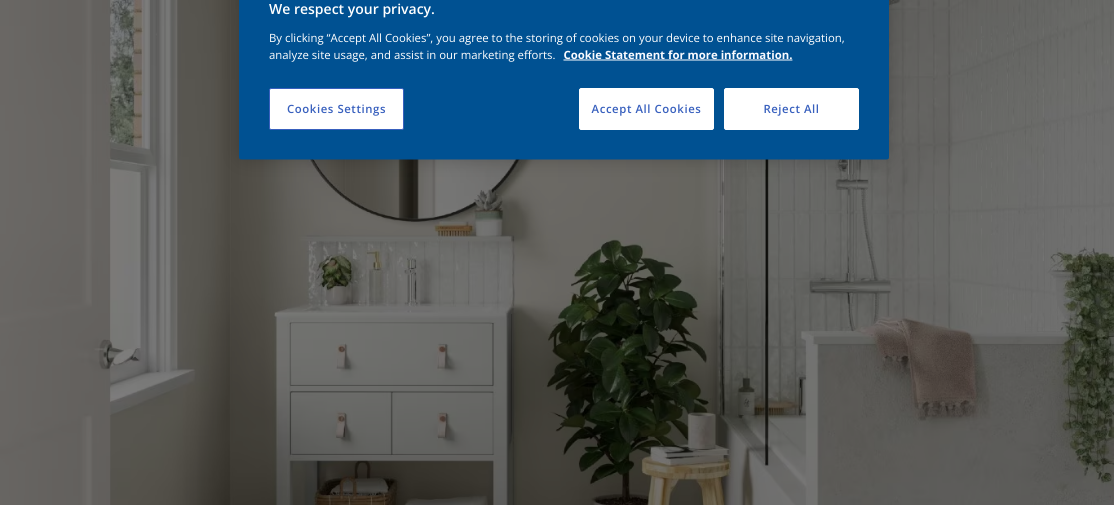 We respect your privacy.
By clicking “Accept All Cookies”, you agree to the storing of cookies on your device to enhance site navigation,
analyze site usage, and assist in our marketing efforts. Cookie Statement for more information.
Cookies Settings
Accept All Cookies
Reject All